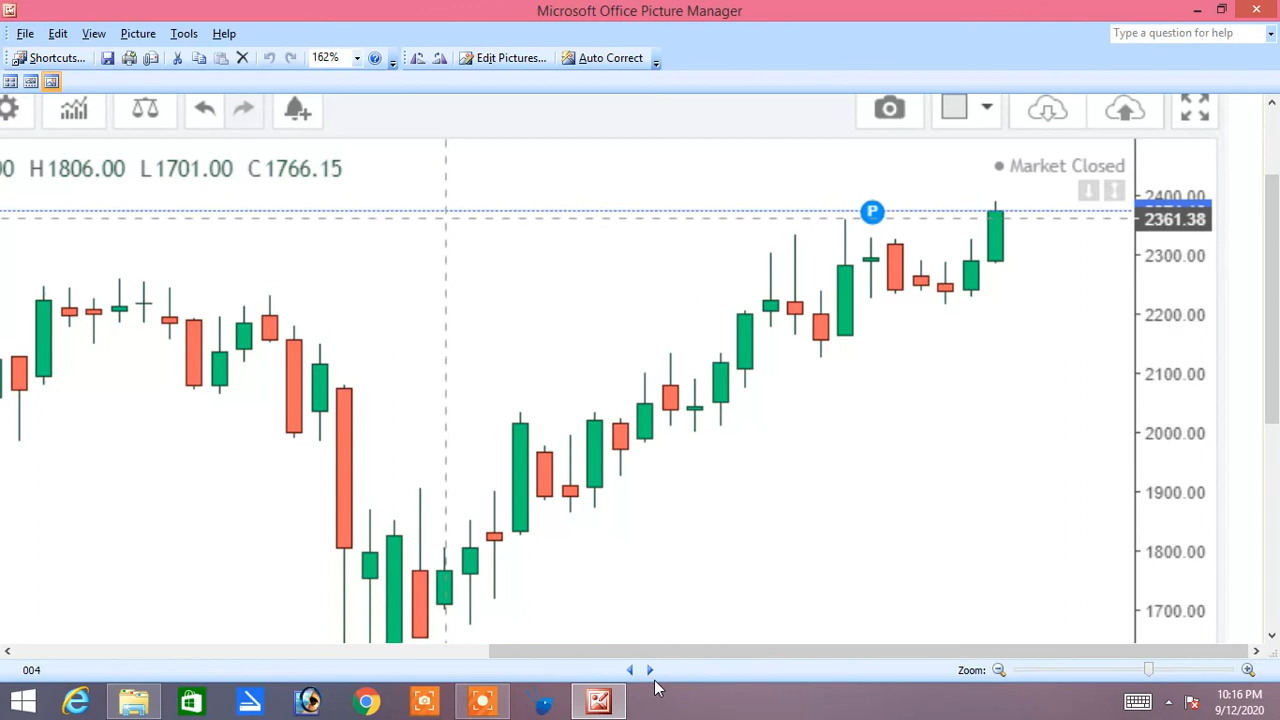 Microsoft Office Picture Manager
File Edit View Picture Tools Help
Type a question for help
Shortcuts... 162% Edit Pictures... Auto Correct
H1806.00 L1701.00 C1766.15
Market Closed
2400.00
P
2361.38
2300.00
2200.00
2100.00
2000.00
1900.00
1800.00
1700.00
004
Zoom:
10:16 PM
9/12/2020